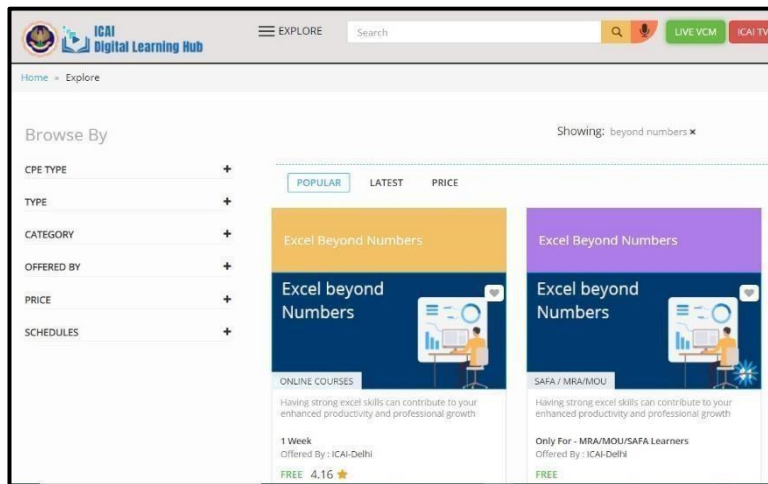 ICAI
Digital Learning Hub
EXPLORE
Search
LIVE VCM
ICAI TV
Home » Explore
Browse By
CPE TYPE +
TYPE +
CATEGORY +
OFFERED BY +
PRICE +
SCHEDULES +
Showing: beyond numbers ×
POPULAR LATEST PRICE
Excel Beyond Numbers
Excel beyond
Numbers
ONLINE COURSES
Having strong excel skills can contribute to your
enhanced productivity and professional growth
1 Week
Offered By : ICAI-Delhi
FREE 4.16 ★
Excel Beyond Numbers
Excel beyond
Numbers
SAFA / MRA/MOU
Having strong excel skills can contribute to your
enhanced productivity and professional growth
Only For - MRA/MOU/SAFA Learners
Offered By : ICAI-Delhi
FREE